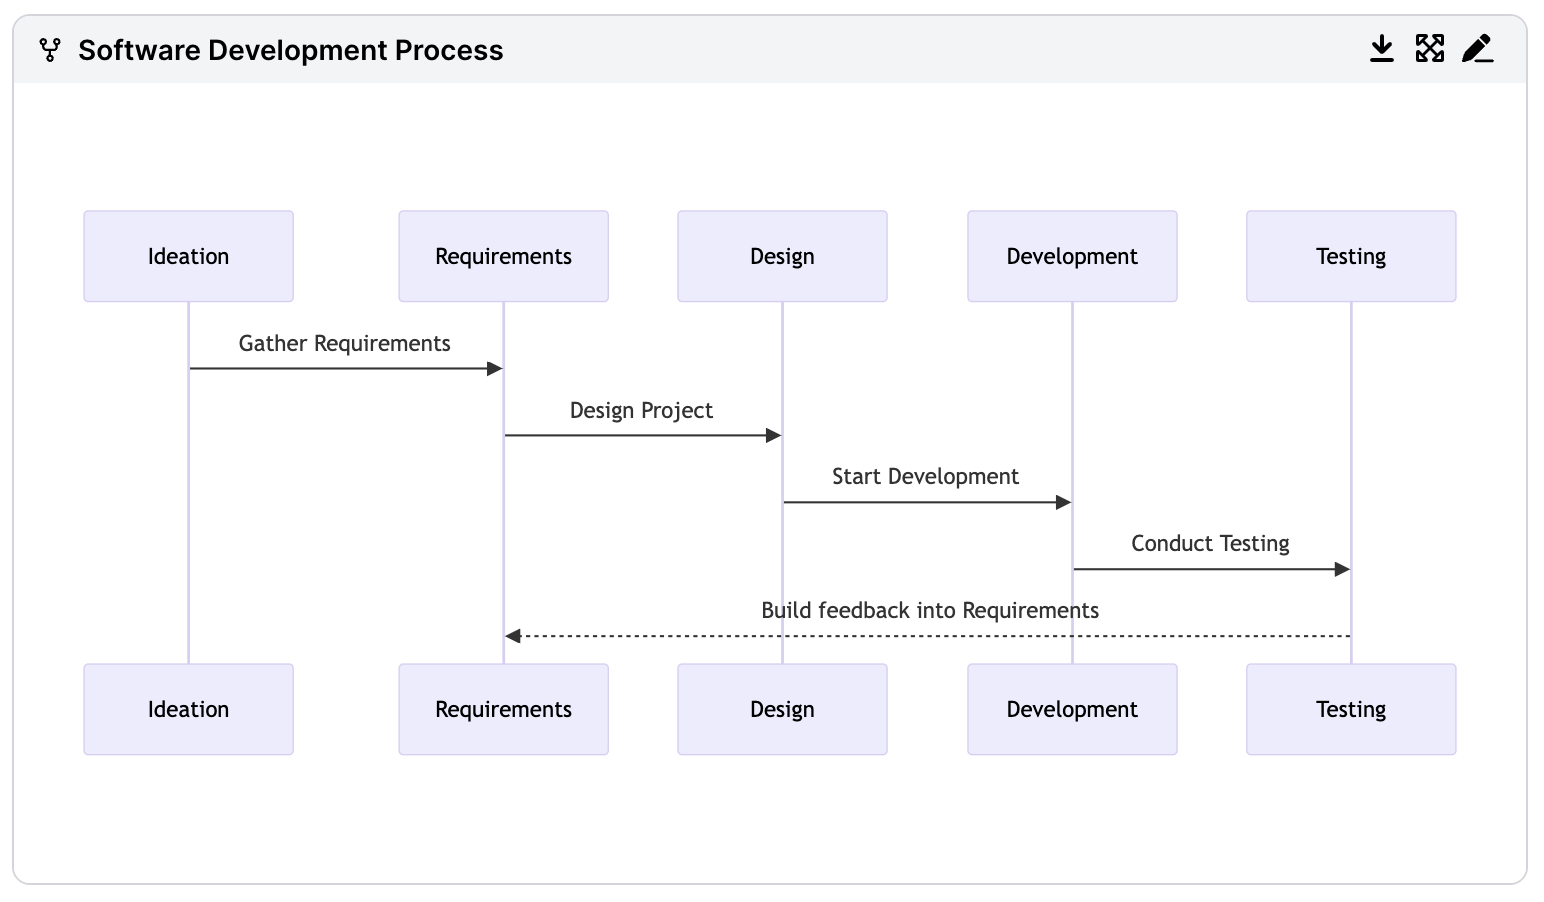 Software Development Process
Ideation
Requirements
Design
Development
Testing
Gather Requirements
Design Project
Start Development
Conduct Testing
Build feedback into Requirements
Ideation
Requirements
Design
Development
Testing